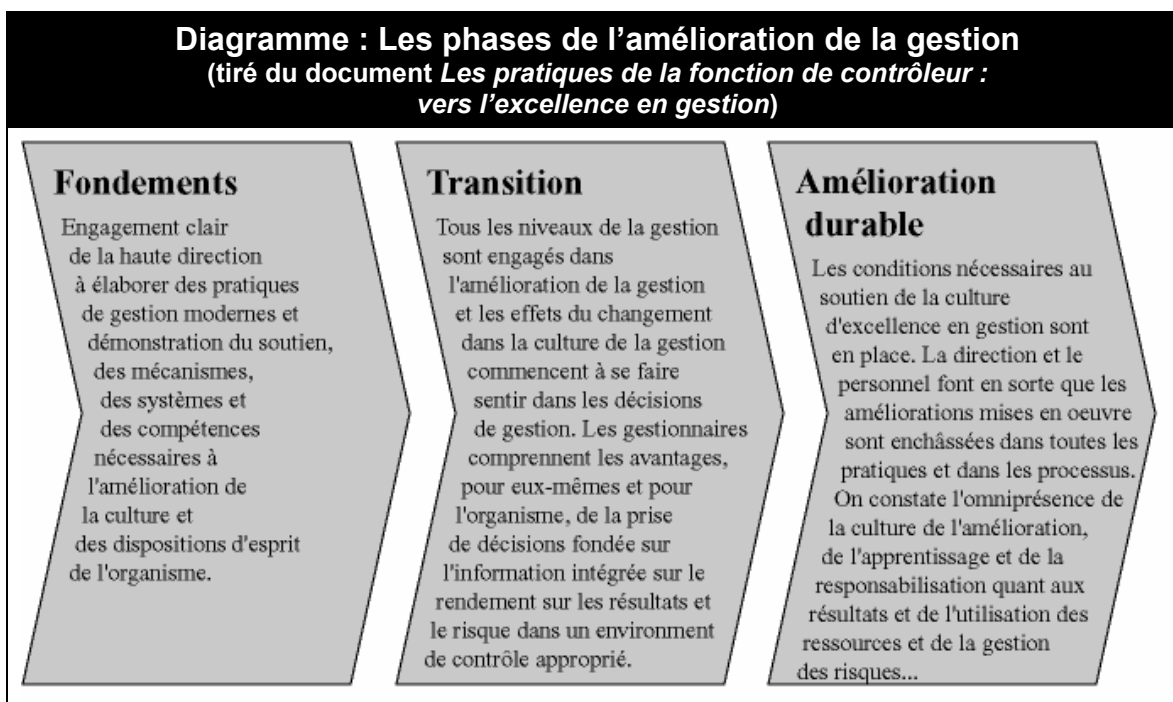 Diagramme : Les phases de l’amélioration de la gestion
(tiré du document Les pratiques de la fonction de contrôleur :
vers l’excellence en gestion)
Fondements
Engagement clair
de la haute direction
à élaborer des pratiques
de gestion modernes et
démonstration du soutien,
des mécanismes,
des systèmes et
des compétences
nécessaires à
l'amélioration de
la culture et
des dispositions d'esprit
de l'organisme.
Transition
Tous les niveaux de la gestion
sont engagés dans
l'amélioration de la gestion
et les effets du changement
dans la culture de la gestion
commencent à se faire
sentir dans les décisions
de gestion. Les gestionnaires
comprennent les avantages,
pour eux-mêmes et pour
l'organisme, de la prise
de décisions fondée sur
l'information intégrée sur le
rendement sur les résultats et
le risque dans un environment
de contrôle approprié.
Amélioration
durable
Les conditions nécessaires au
soutien de la culture
d'excellence en gestion sont
en place. La direction et le
personnel font en sorte que les
améliorations mises en oeuvre
sont enchâssées dans toutes les
pratiques et dans les processus.
On constate l'omniprésence de
la culture de l'amélioration,
de l'apprentissage et de la
responsabilisation quant aux
résultats et de l'utilisation des
ressources et de la gestion
des risques...